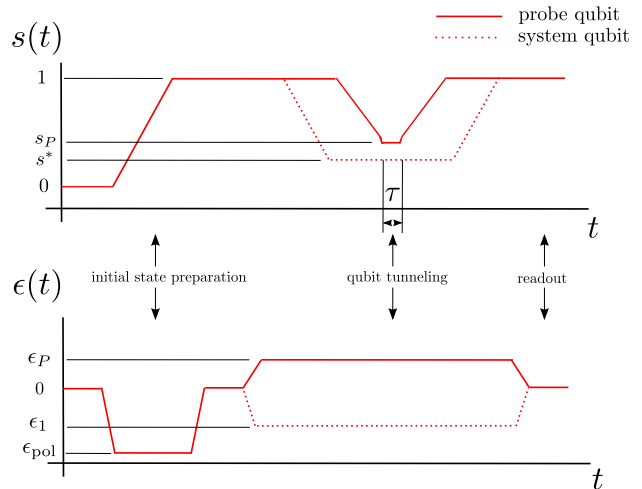 probe qubit
system qubit
s(t)
1
s_P
s*
0
τ
t
initial state preparation
qubit tunneling
readout
ϵ(t)
ϵ_P
0
ϵ_1
ϵ_pol
t